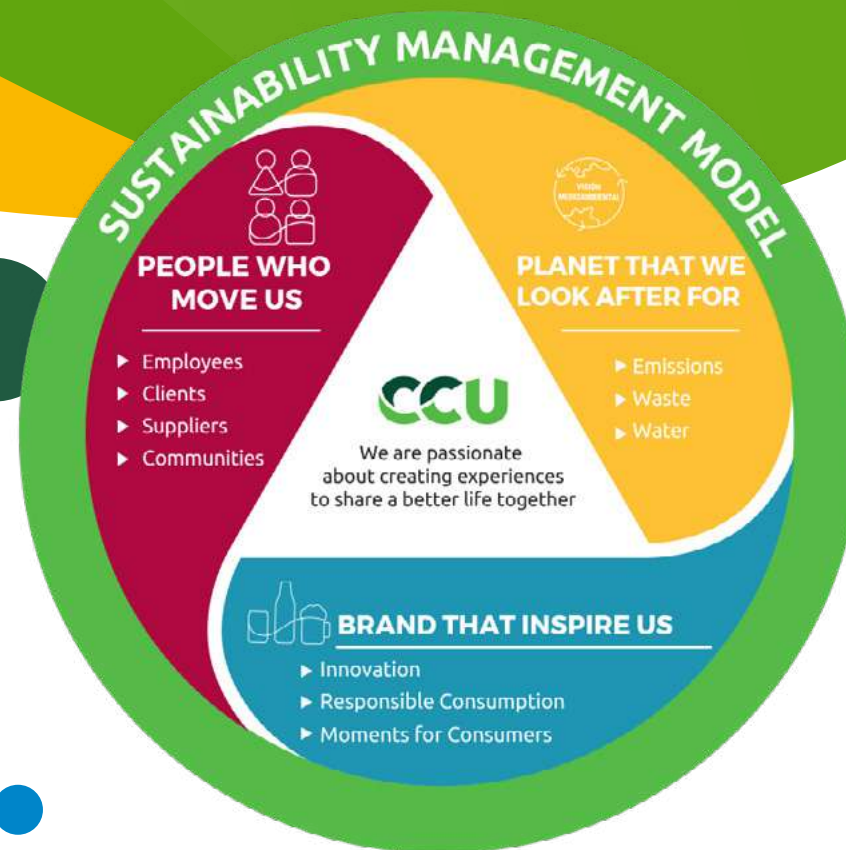 SUSTAINABILITY MANAGEMENT MODEL
PEOPLE WHO
MOVE US
Employees
Clients
Suppliers
Communities
VISIÓN
MEDIOAMBIENTAL
PLANET THAT WE
LOOK AFTER FOR
Emissions
Waste
Water
CCU
We are passionate
about creating experiences
to share a better life together
BRAND THAT INSPIRE US
Innovation
Responsible Consumption
Moments for Consumers